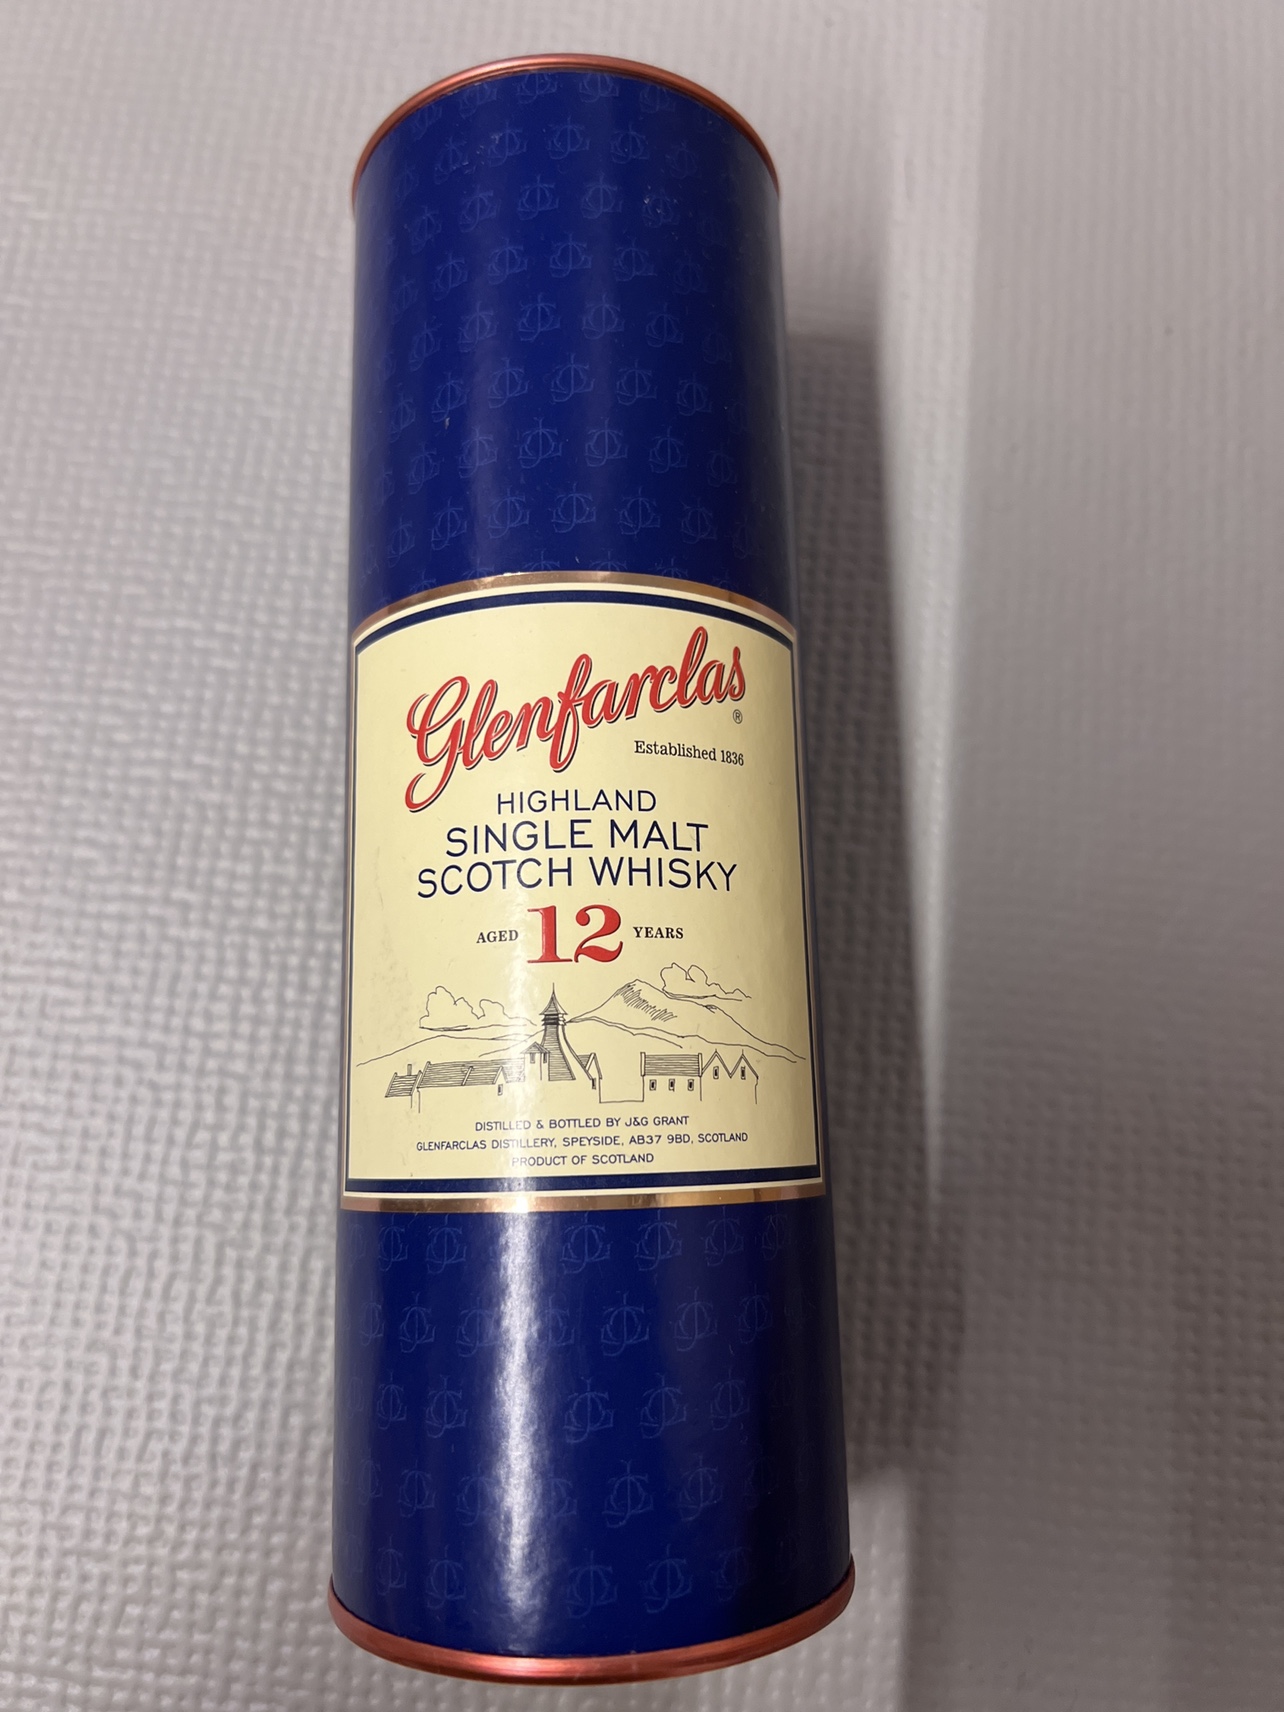 Glenfarclas
®
Established 1836
HIGHLAND
SINGLE MALT
SCOTCH WHISKY
AGED 12 YEARS
DISTILLED & BOTTLED BY J&G GRANT
GLENFARCLAS DISTILLERY, SPEYSIDE, AB37 9BD, SCOTLAND
PRODUCT OF SCOTLAND